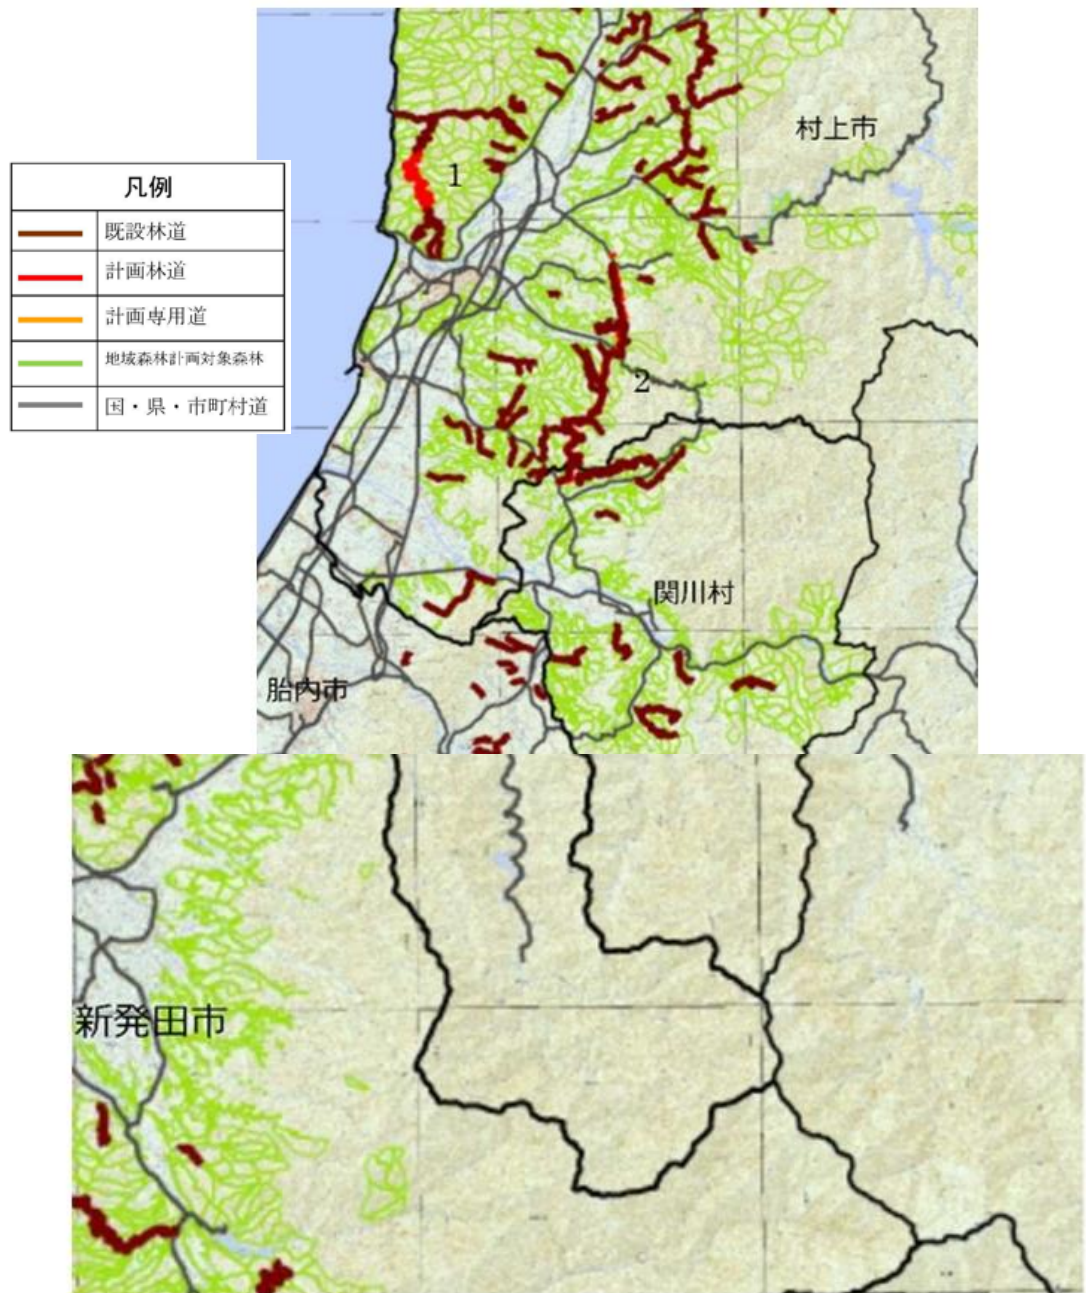 村上市
1
凡例
既設林道
計画林道
計画専用道
地域森林計画対象森林
国・県・市町村道
2
関川村
胎内市
新発田市